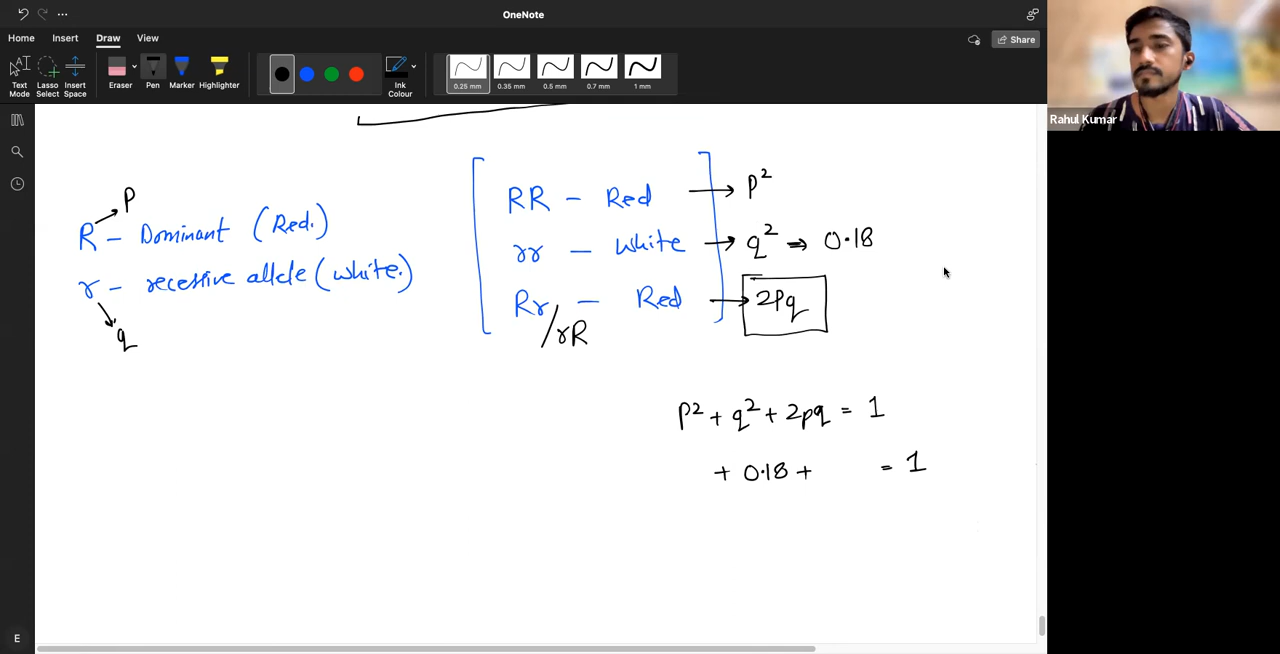 OneNote
Home Insert Draw View
Share
Text Mode
Lasso Select
Insert Space
Eraser
Pen
Marker
Highlighter
Ink Colour
0.25 mm 0.35 mm 0.5 mm 0.7 mm 1 mm
Rahul Kumar
P
R - Dominant (Red.)
r - recessive allele (white.)
q
RR - Red → p²
rr - white → q² → 0.18
Rr/rR - Red → 2pq
p² + q² + 2pq = 1
+ 0.18 + = 1
E